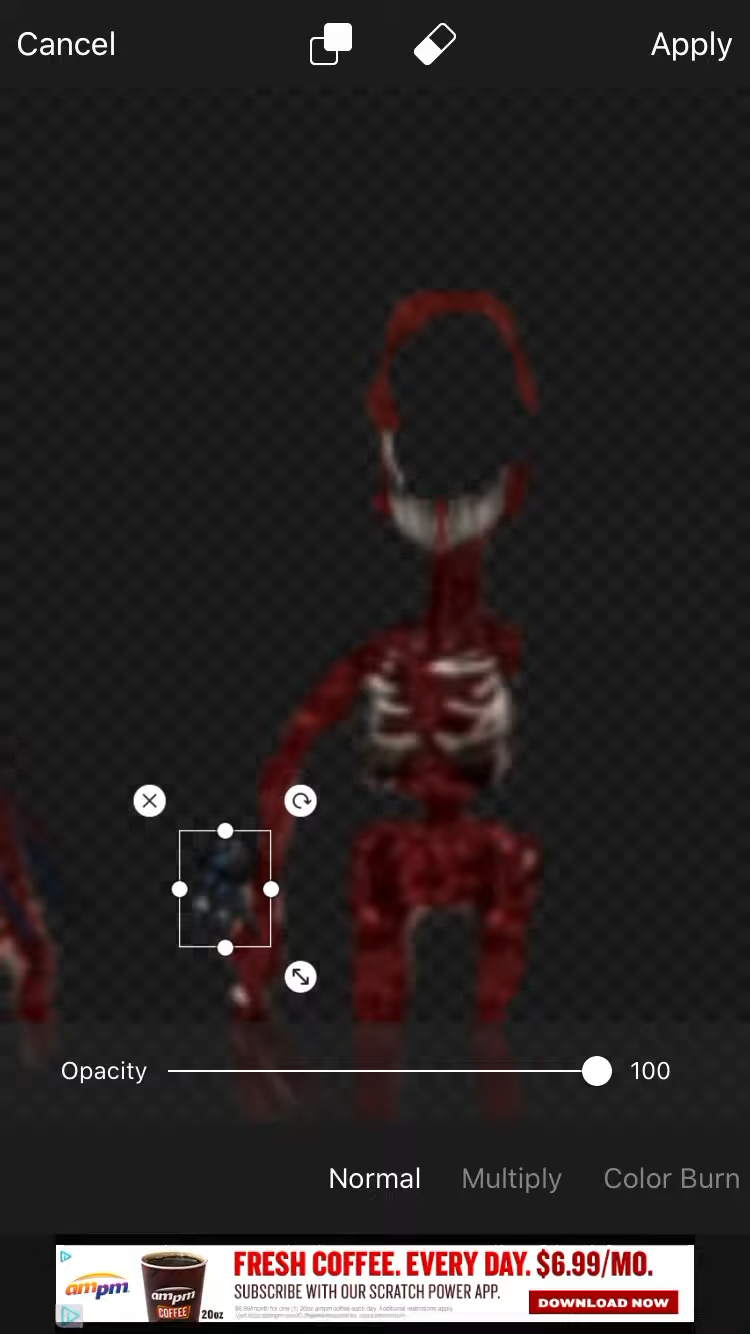 Cancel
Apply
Opacity
100
Normal Multiply Color Burn
FRESH COFFEE. EVERY DAY. $6.99/MO.
ampm
ampm
SUBSCRIBE WITH OUR SCRATCH POWER APP.
COFFEE
20oz
DOWNLOAD NOW